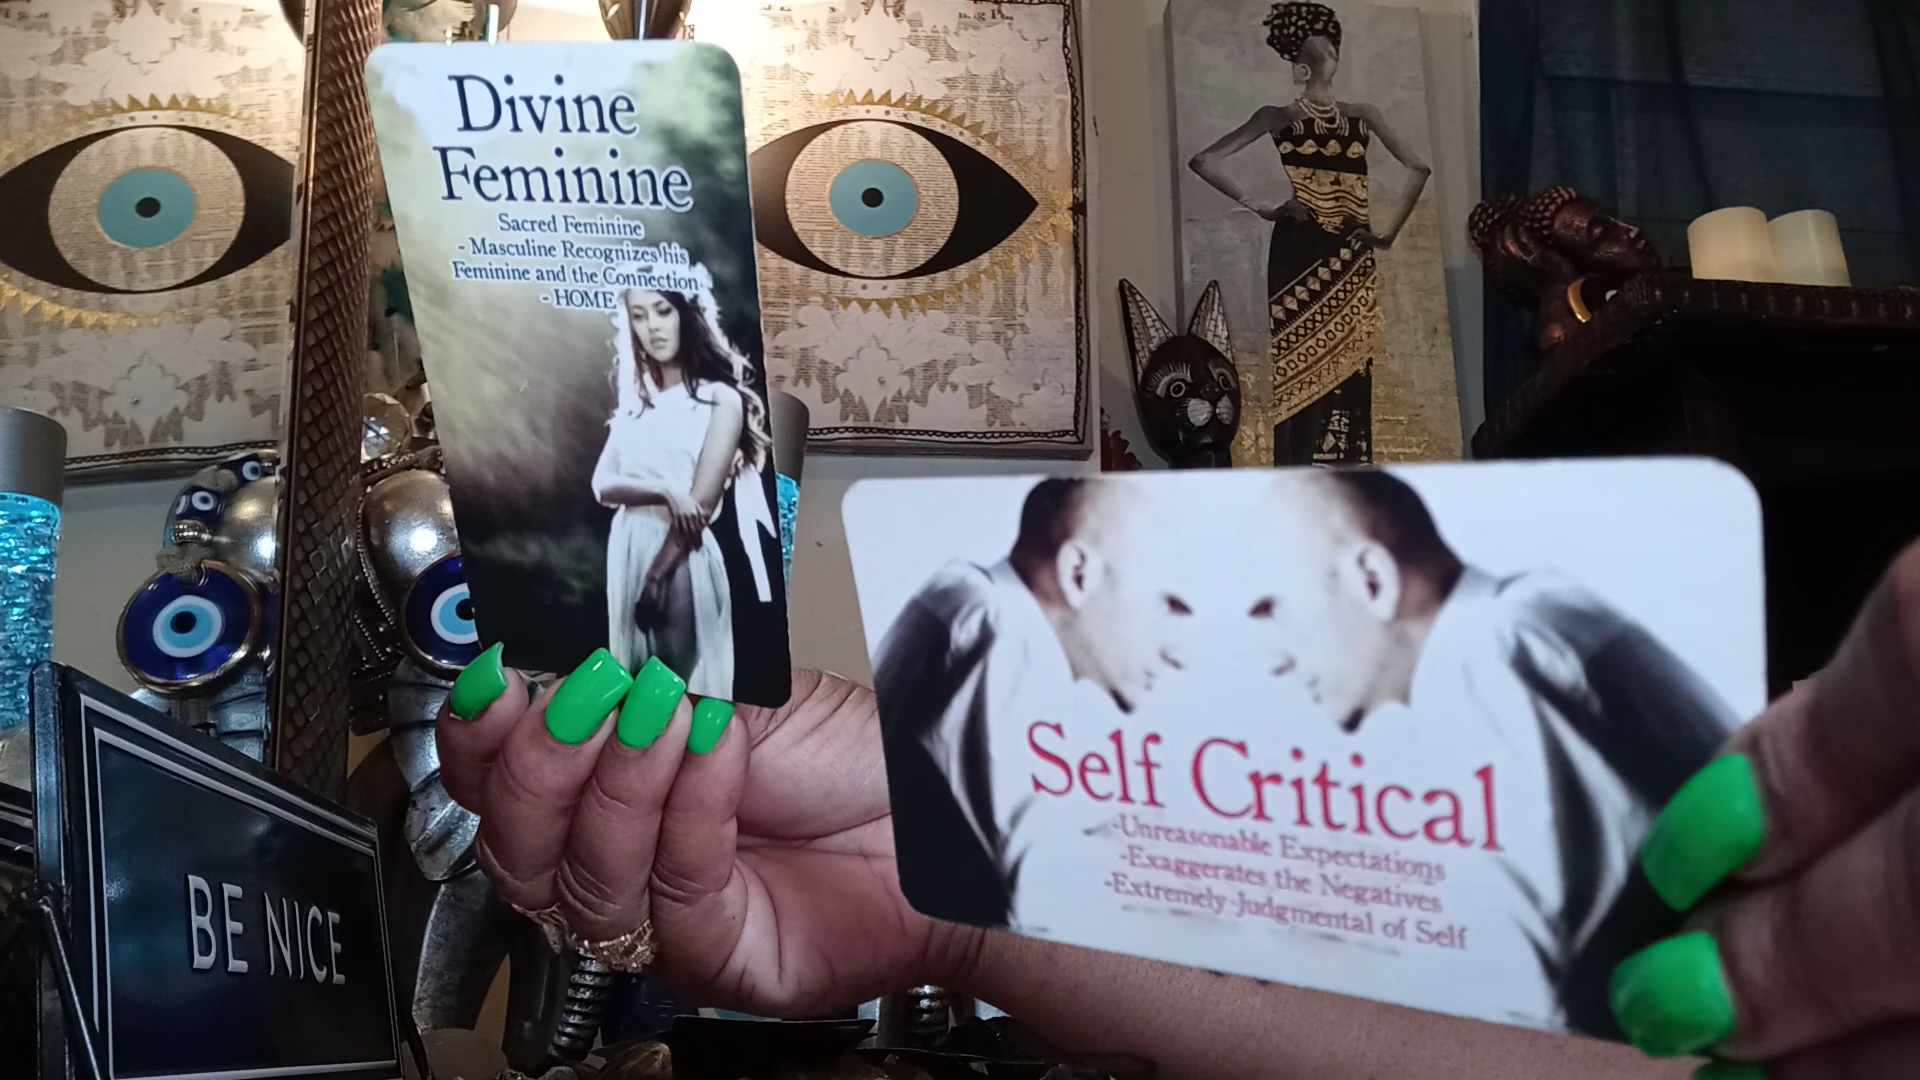 Divine
Feminine
Sacred Feminine
- Masculine Recognizes his
Feminine and the Connection
- HOME
Self Critical
-Unreasonable Expectations
-Exaggerates the Negatives
-Extremely Judgmental of Self
BE NICE